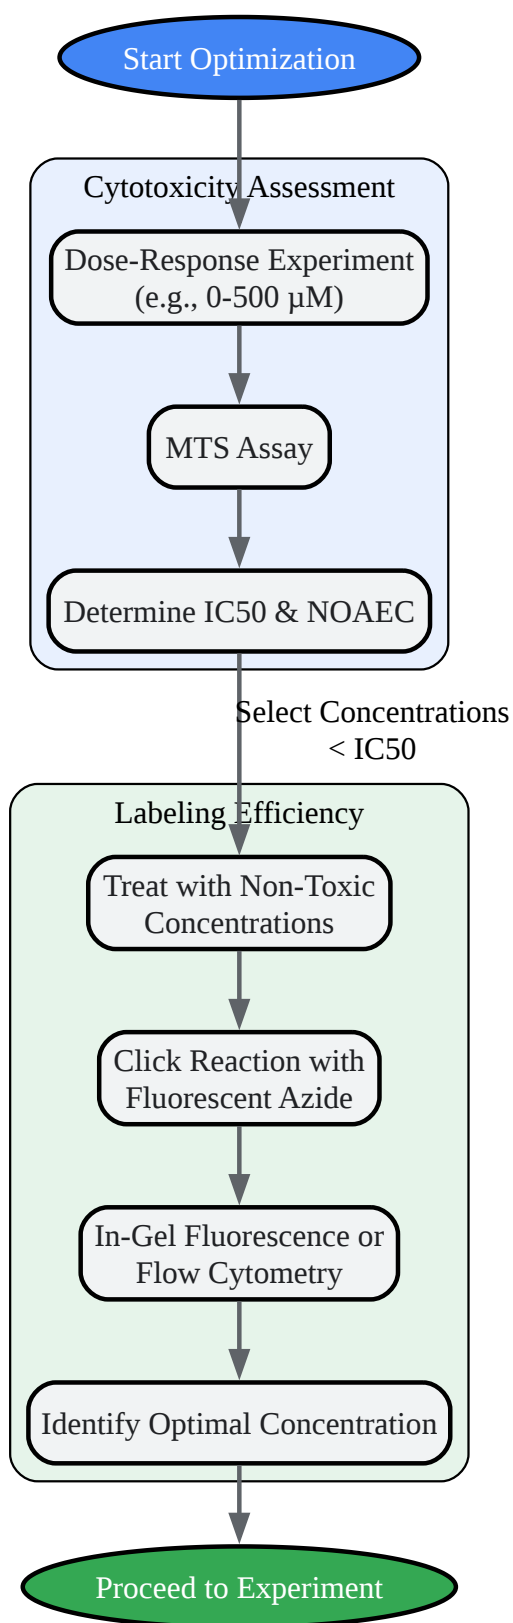 Start Optimization
Cytotoxicity Assessment
Dose-Response Experiment
(e.g., 0-500 µM)
MTS Assay
Determine IC50 & NOAEC
Select Concentrations
< IC50
Labeling Efficiency
Treat with Non-Toxic
Concentrations
Click Reaction with
Fluorescent Azide
In-Gel Fluorescence or
Flow Cytometry
Identify Optimal Concentration
Proceed to Experiment